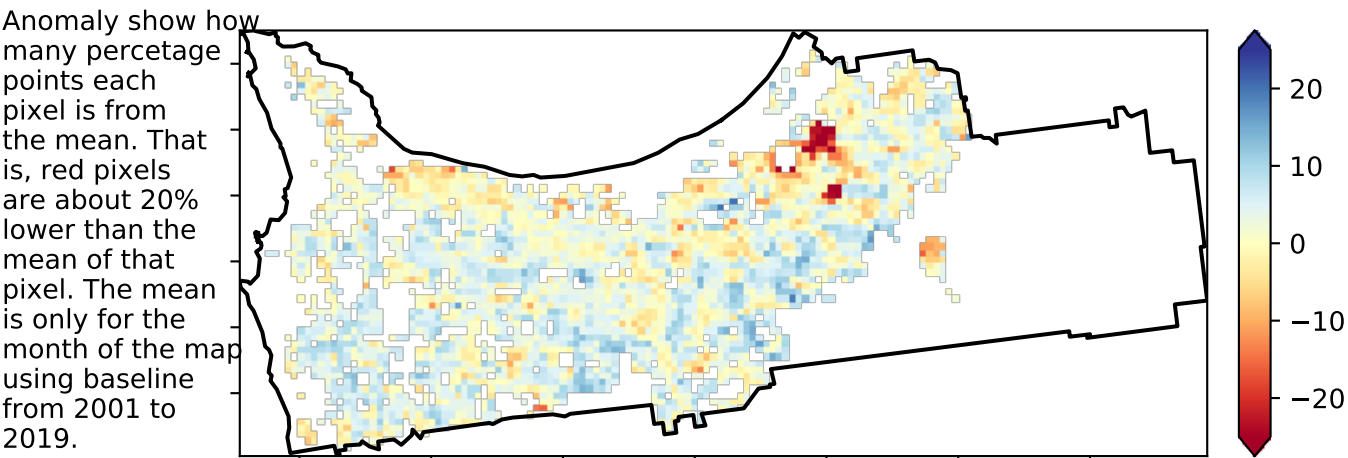 Anomaly show how
many percetage
points each
pixel is from
the mean. That
is, red pixels
are about 20%
lower than the
mean of that
pixel. The mean
is only for the
month of the map
using baseline
from 2001 to
2019.
20
10
0
−10
−20